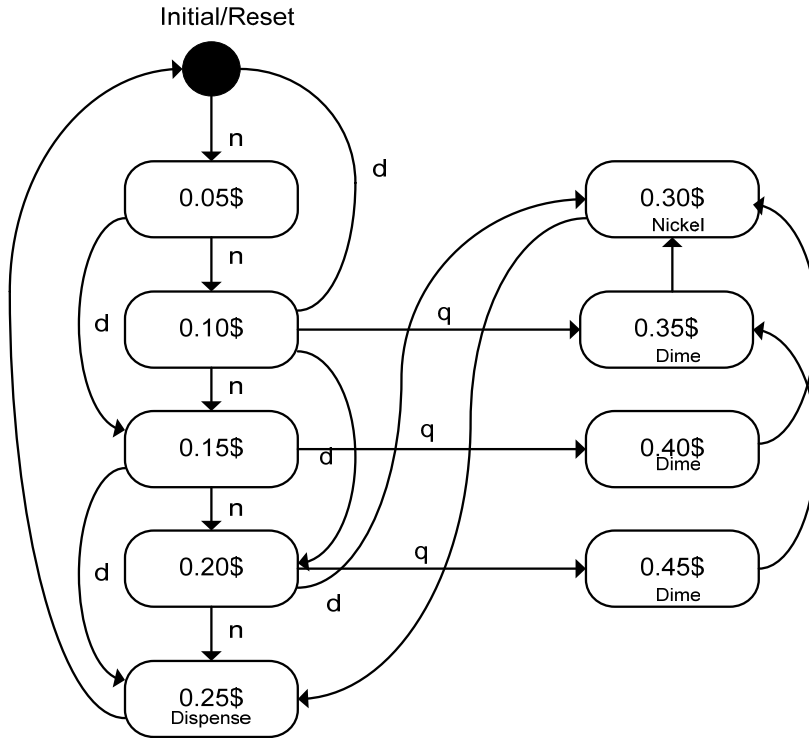 Initial/Reset
n
d
0.05$
0.30$
Nickel
n
d
0.10$
q
0.35$
Dime
n
0.15$
q
d
0.40$
Dime
n
d
0.20$
q
d
0.45$
Dime
n
0.25$
Dispense